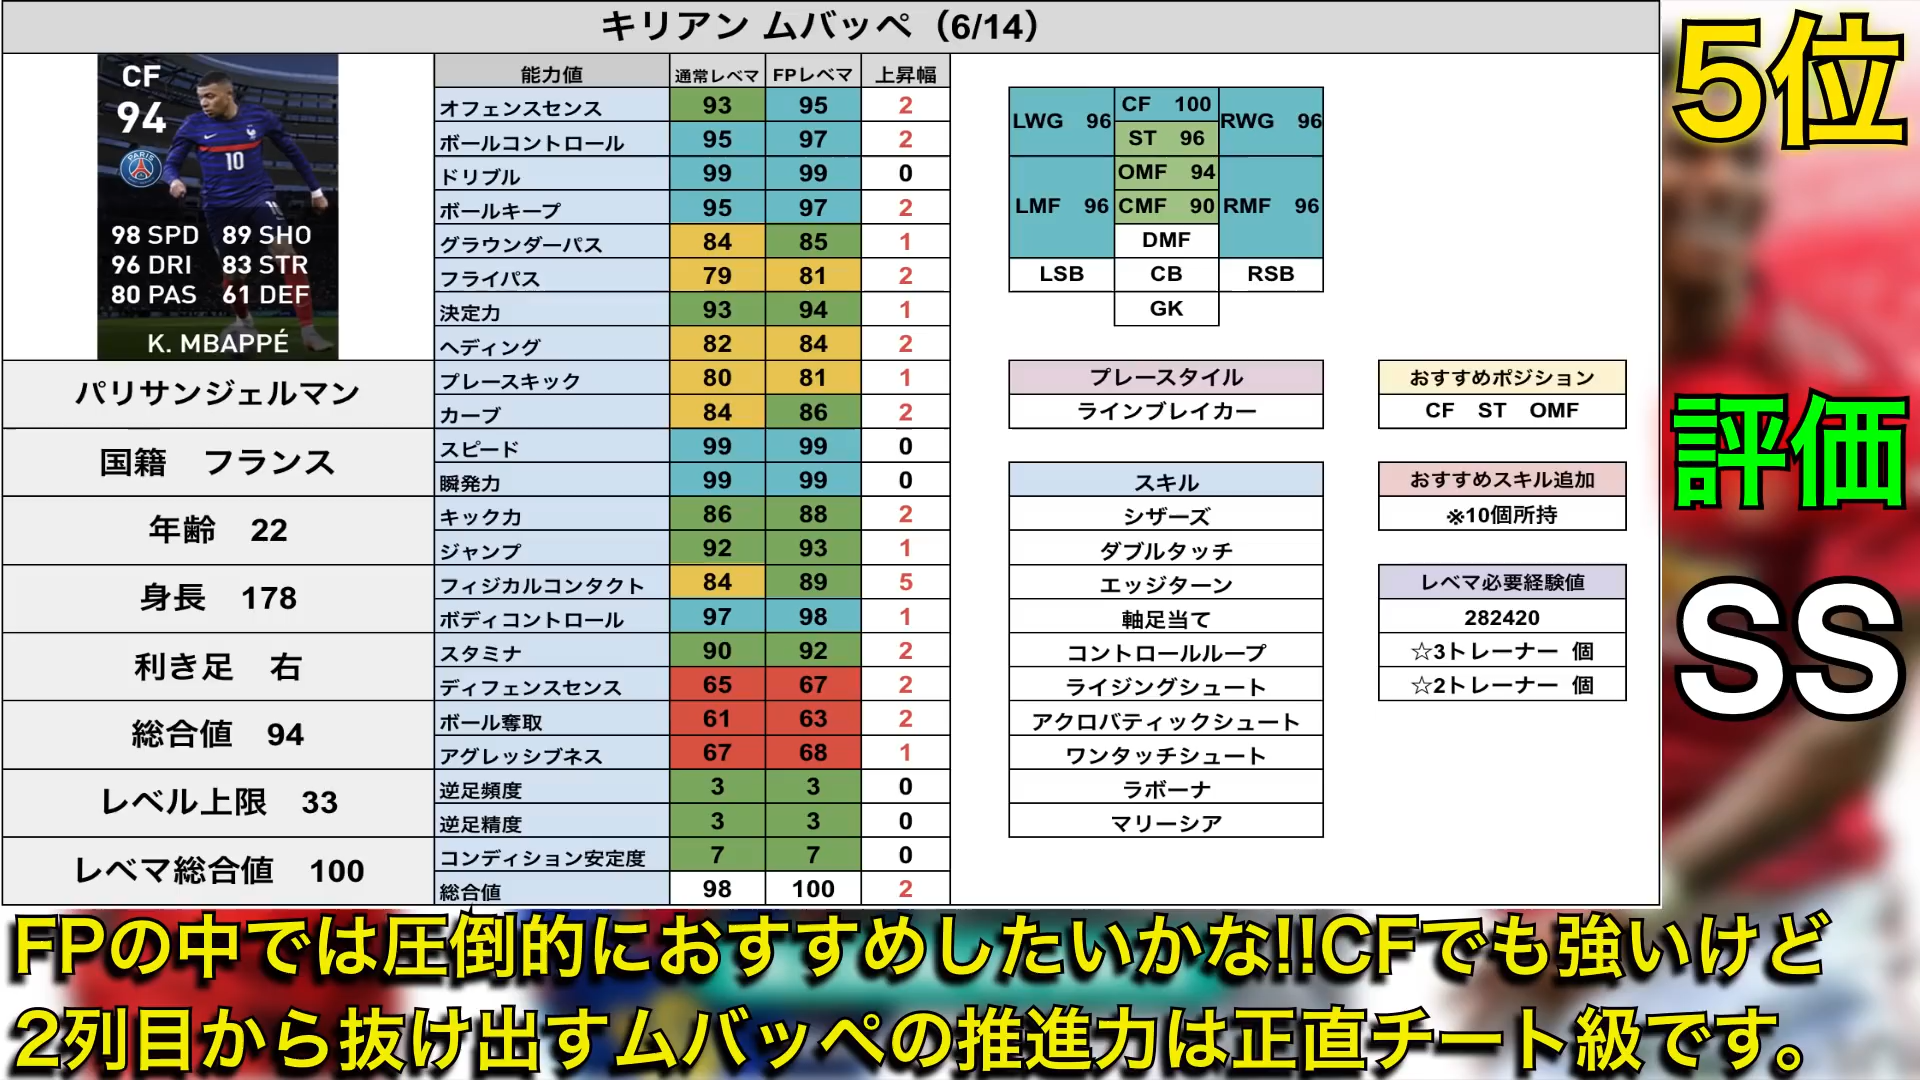 キリアン ムバッペ（6/14）
5位
評価
SS
CF
94
PARIS
10
98 SPD 89 SHO
96 DRI 83 STR
80 PAS 61 DEF
K. MBAPPÉ
パリサンジェルマン
国籍 フランス
年齢 22
身長 178
利き足 右
総合値 94
レベル上限 33
レベマ総合値 100
能力値 通常レベマ FPレベマ 上昇幅
オフェンスセンス 93 95 2
ボールコントロール 95 97 2
ドリブル 99 99 0
ボールキープ 95 97 2
グラウンダーパス 84 85 1
フライパス 79 81 2
決定力 93 94 1
ヘディング 82 84 2
プレースキック 80 81 1
カーブ 84 86 2
スピード 99 99 0
瞬発力 99 99 0
キック力 86 88 2
ジャンプ 92 93 1
フィジカルコンタクト 84 89 5
ボディコントロール 97 98 1
スタミナ 90 92 2
ディフェンスセンス 65 67 2
ボール奪取 61 63 2
アグレッシブネス 67 68 1
逆足頻度 3 3 0
逆足精度 3 3 0
コンディション安定度 7 7 0
総合値 98 100 2
LWG 96 CF 100 RWG 96
ST 96
OMF 94
LMF 96 CMF 90 RMF 96
DMF
LSB CB RSB
GK
プレースタイル
ラインブレイカー
スキル
シザーズ
ダブルタッチ
エッジターン
軸足当て
コントロールループ
ライジングシュート
アクロバティックシュート
ワンタッチシュート
ラボーナ
マリーシア
おすすめポジション
CF ST OMF
おすすめスキル追加
※10個所持
レベマ必要経験値
282420
☆3トレーナー 個
☆2トレーナー 個
FPの中では圧倒的におすすめしたいかな!!CFでも強いけど
2列目から抜け出すムバッペの推進力は正直チート級です。